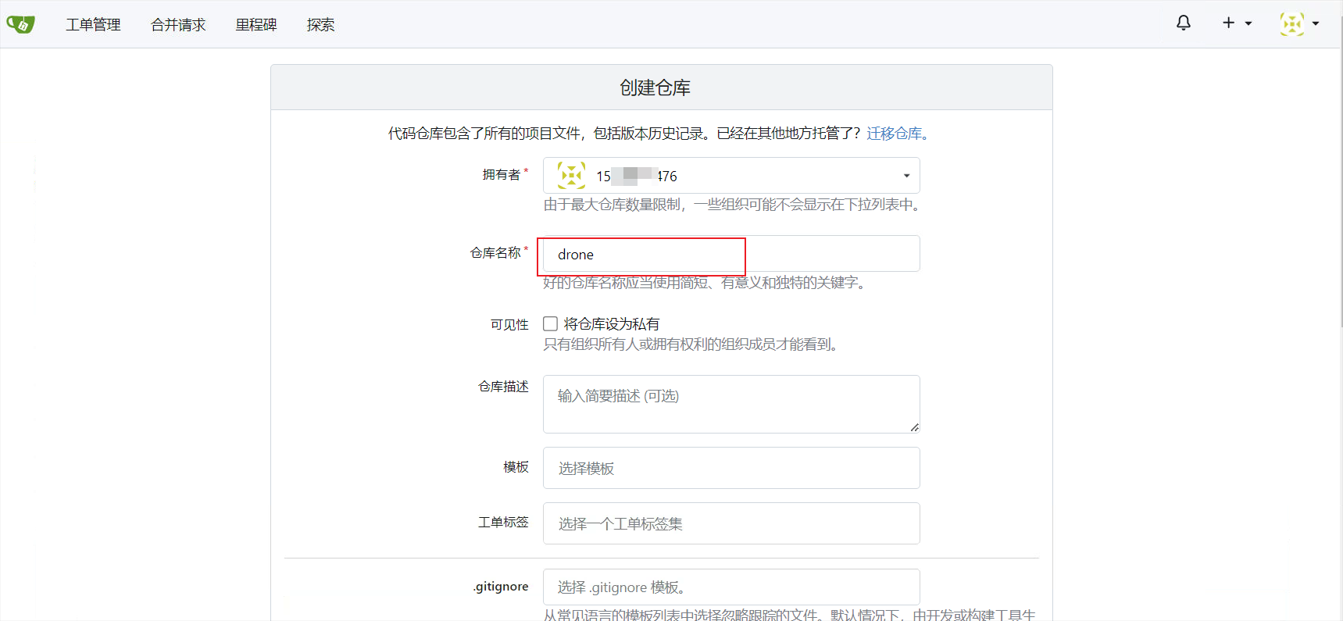 工单管理 合并请求 里程碑 探索
创建仓库
代码仓库包含了所有的项目文件，包括版本历史记录。已经在其他地方托管了？迁移仓库。
拥有者* 15 476
由于最大仓库数量限制，一些组织可能不会显示在下拉列表中。
仓库名称* drone
好的仓库名称应当使用简短、有意义和独特的关键字。
可见性 将仓库设为私有
只有组织所有人或拥有权利的组织成员才能看到。
仓库描述 输入简要描述 (可选)
模板 选择模板
工单标签 选择一个工单标签集
.gitignore 选择 .gitignore 模板。
从常见语言的模板列表中选择忽略跟踪的文件。默认情况下，由开发或构建工具生